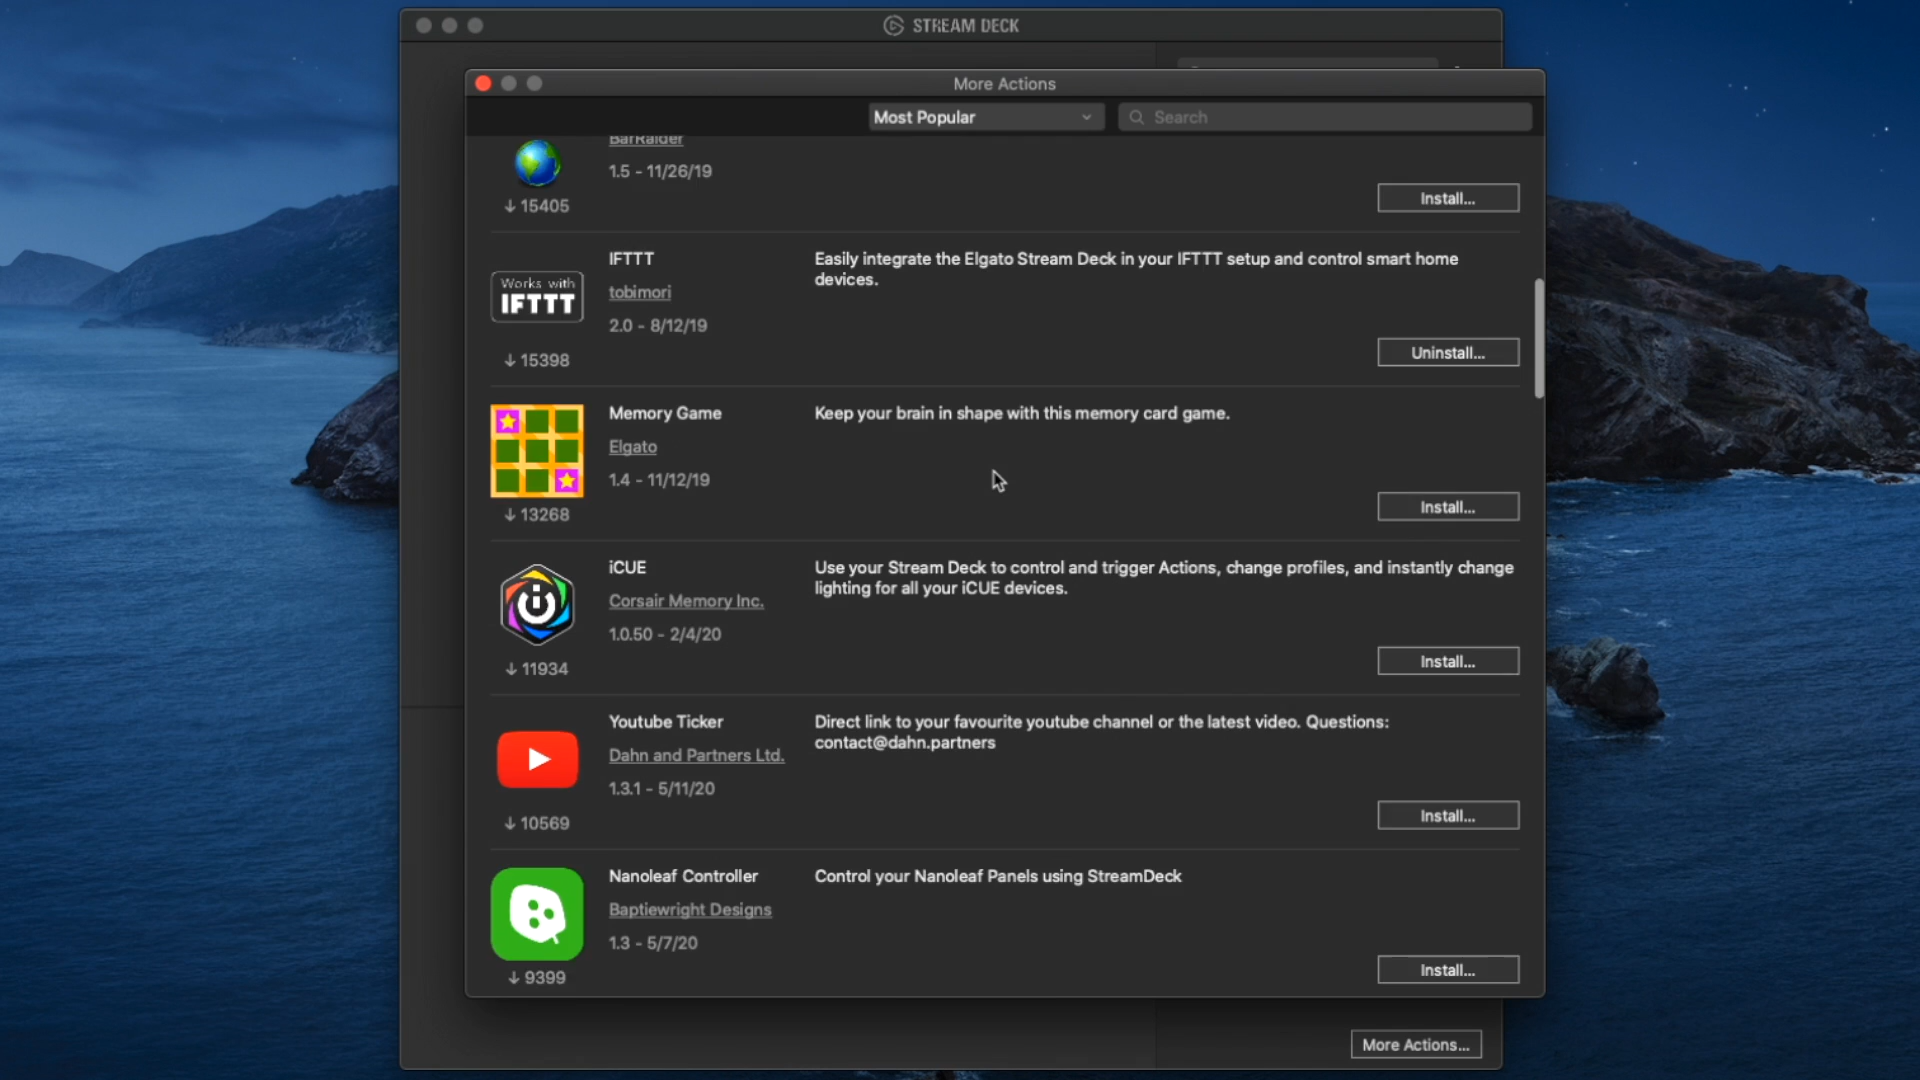 STREAM DECK
More Actions
Most Popular
Search
BarRaider
1.5 - 11/26/19
↓ 15405
Install...
IFTTT
Easily integrate the Elgato Stream Deck in your IFTTT setup and control smart home
devices.
Works with
IFTTT
tobimori
2.0 - 8/12/19
↓ 15398
Uninstall...
Memory Game
Keep your brain in shape with this memory card game.
Elgato
1.4 - 11/12/19
↓ 13268
Install...
iCUE
Use your Stream Deck to control and trigger Actions, change profiles, and instantly change
lighting for all your iCUE devices.
Corsair Memory Inc.
1.0.50 - 2/4/20
↓ 11934
Install...
Youtube Ticker
Direct link to your favourite youtube channel or the latest video. Questions:
contact@dahn.partners
Dahn and Partners Ltd.
1.3.1 - 5/11/20
↓ 10569
Install...
Nanoleaf Controller
Control your Nanoleaf Panels using StreamDeck
Baptiewright Designs
1.3 - 5/7/20
↓ 9399
Install...
More Actions...